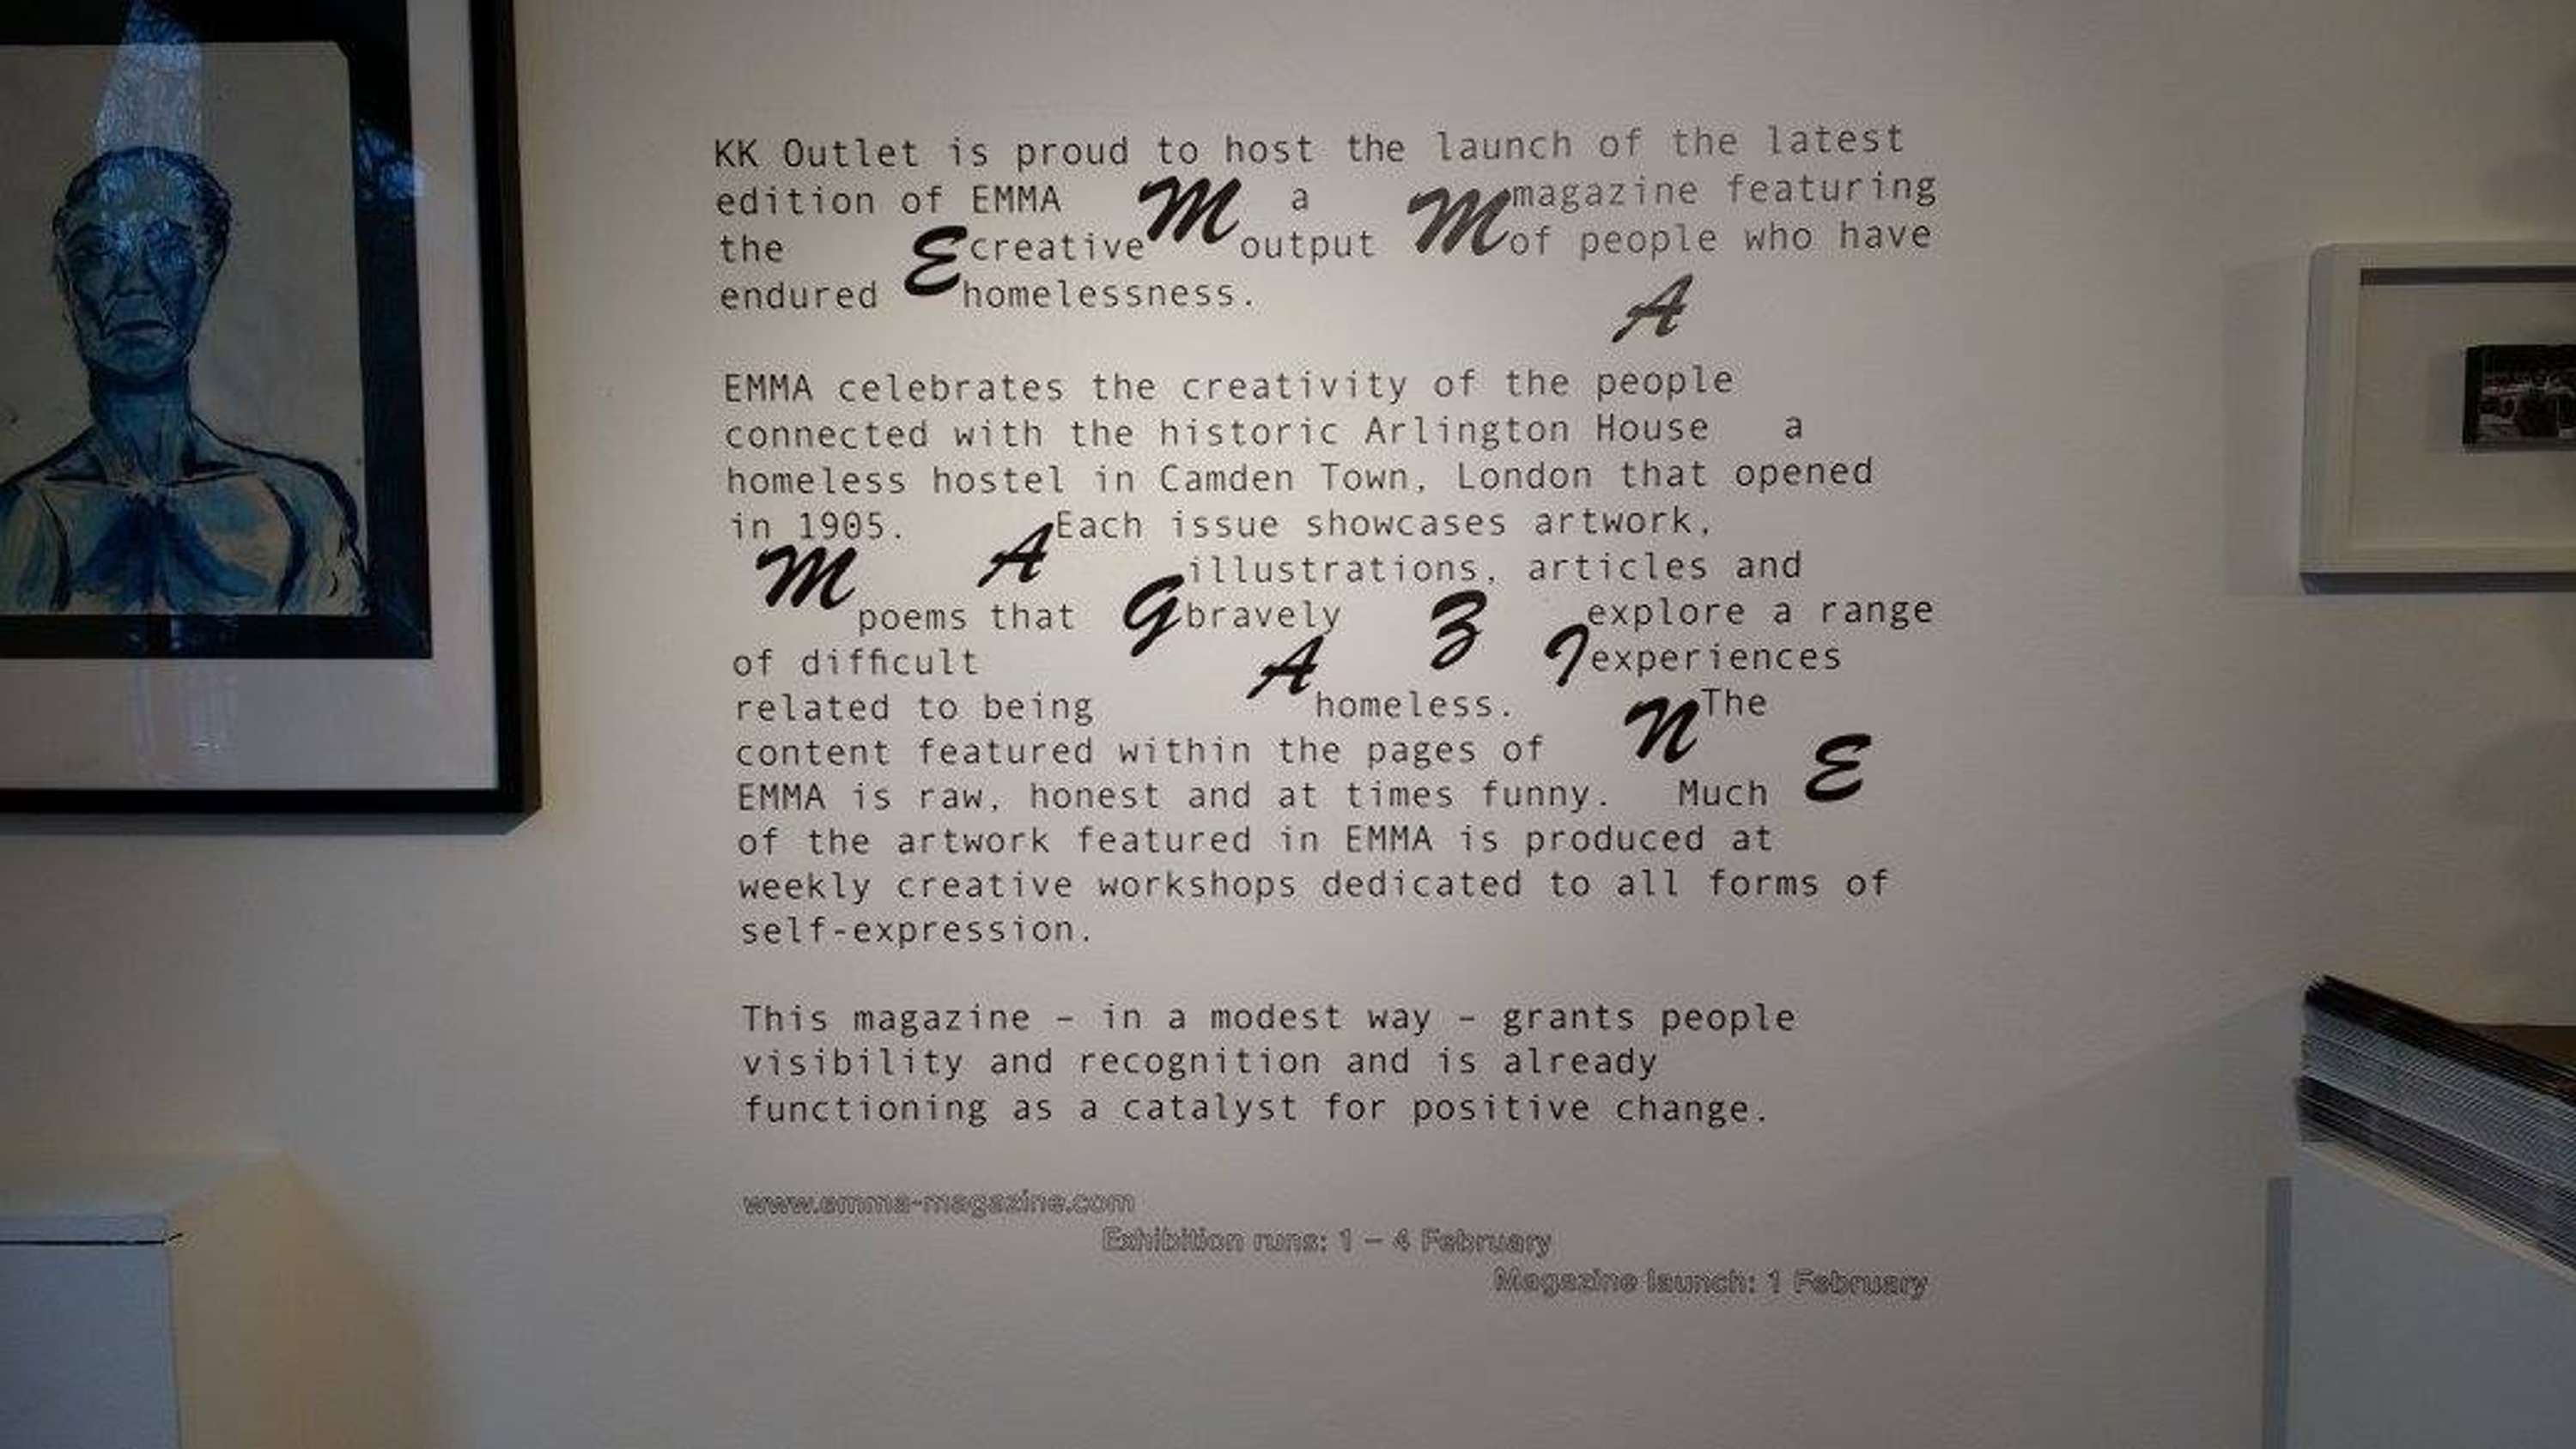 KK Outlet is proud to host the launch of the latest
edition of EMMA M a M magazine featuring
the E creative output of people who have
endured homelessness.
A
EMMA celebrates the creativity of the people
connected with the historic Arlington House a
homeless hostel in Camden Town, London that opened
in 1905. A Each issue showcases artwork,
M illustrations, articles and
poems that G bravely Z explore a range
of difficult A I experiences
related to being homeless. N The
content featured within the pages of
EMMA is raw, honest and at times funny. Much E
of the artwork featured in EMMA is produced at
weekly creative workshops dedicated to all forms of
self-expression.
This magazine – in a modest way – grants people
visibility and recognition and is already
functioning as a catalyst for positive change.
www.emma-magazine.com
Exhibition runs: 1 – 4 February
Magazine launch: 1 February